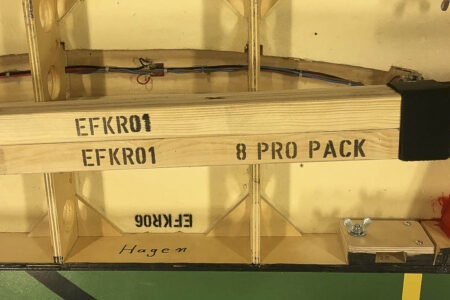 EFKR01
EFKR01 8 PRO PACK
EFKR06
Hagen